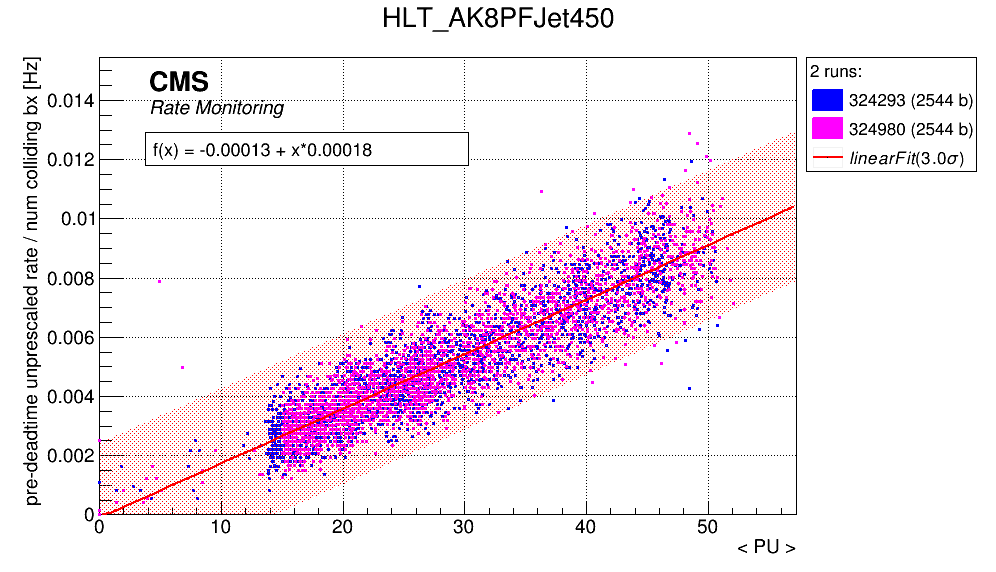 HLT_AK8PFJet450
pre-deadtime unprescaled rate / num colliding bx [Hz]
CMS
Rate Monitoring
f(x) = -0.00013 + x*0.00018
0.014
0.012
0.01
0.008
0.006
0.004
0.002
0
0 10 20 30 40 50
< PU >
2 runs:
324293 (2544 b)
324980 (2544 b)
linearFit(3.0σ)